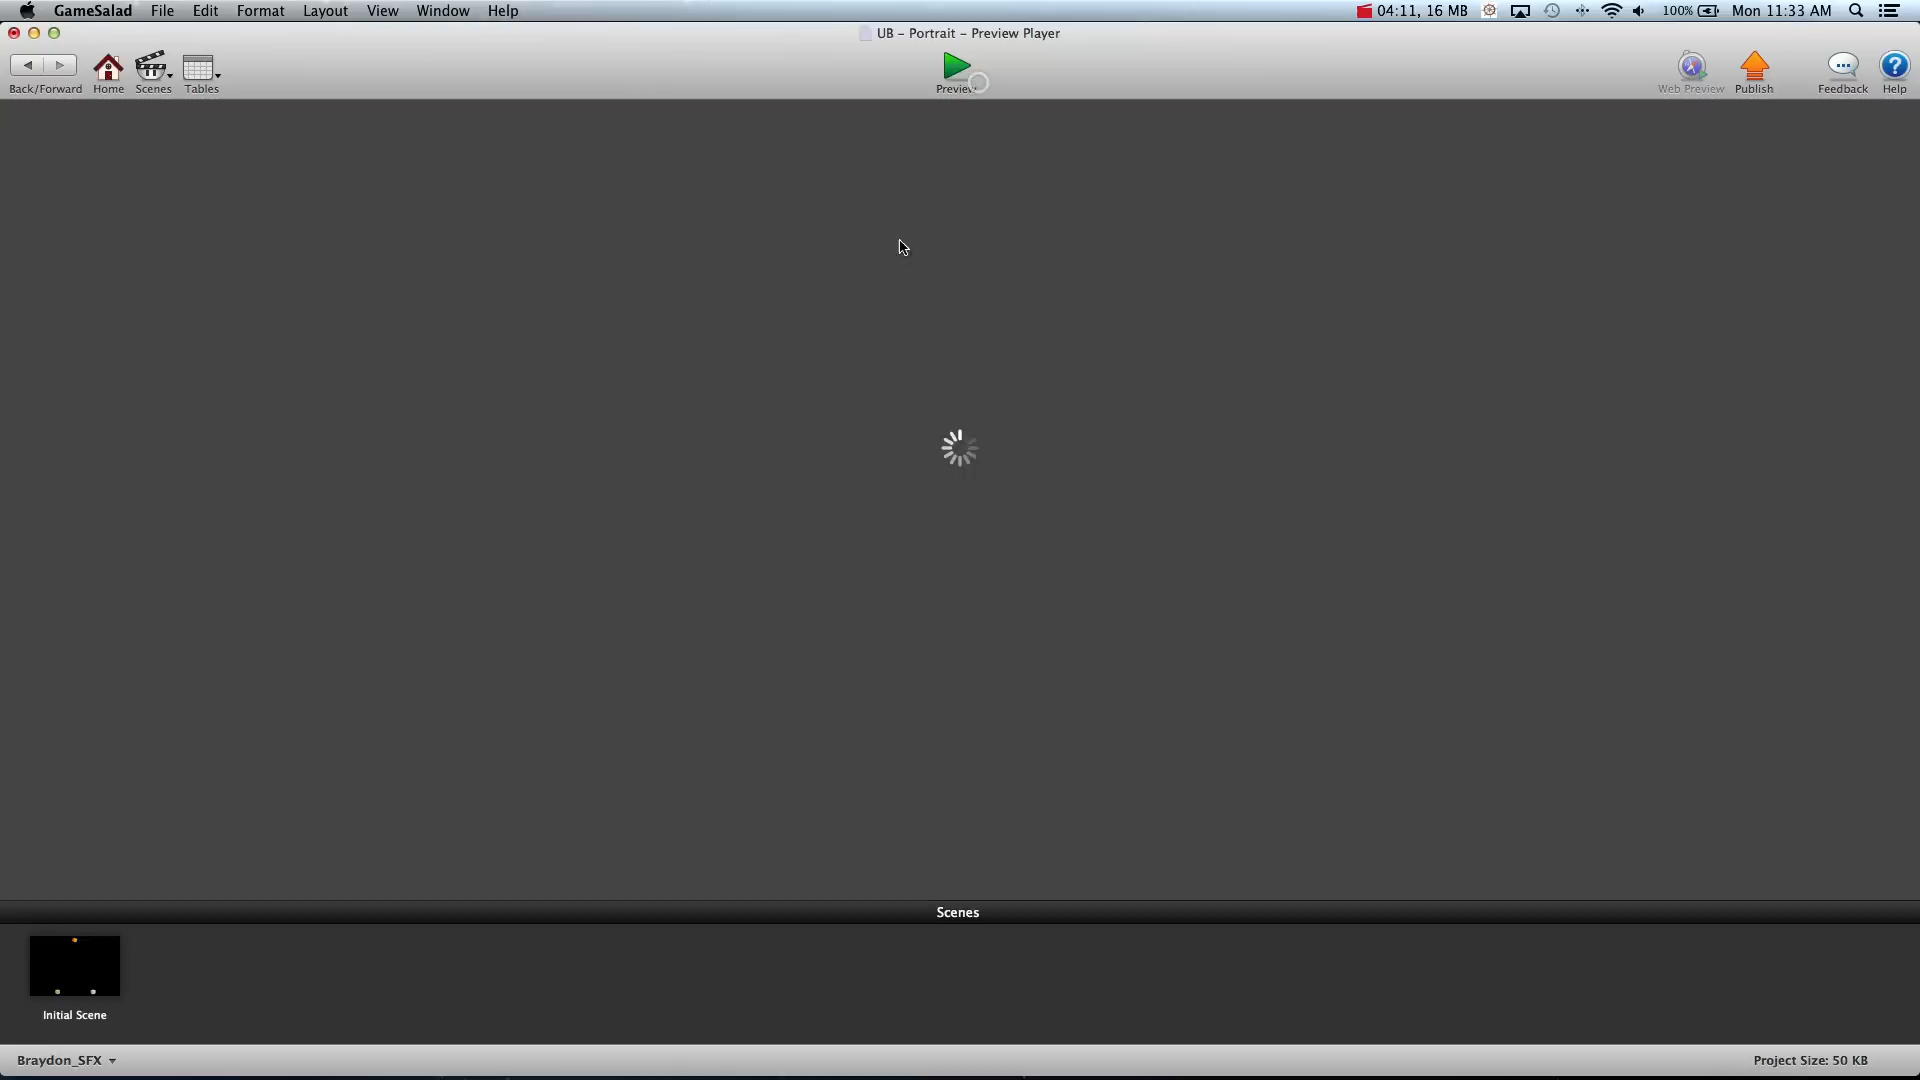 GameSalad File Edit Format Layout View Window Help 04:11, 16 MB 100% Mon 11:33 AM
UB – Portrait – Preview Player
Back/Forward Home Scenes Tables Preview Web Preview Publish Feedback Help
Scenes
Initial Scene
Braydon_SFX Project Size: 50 KB